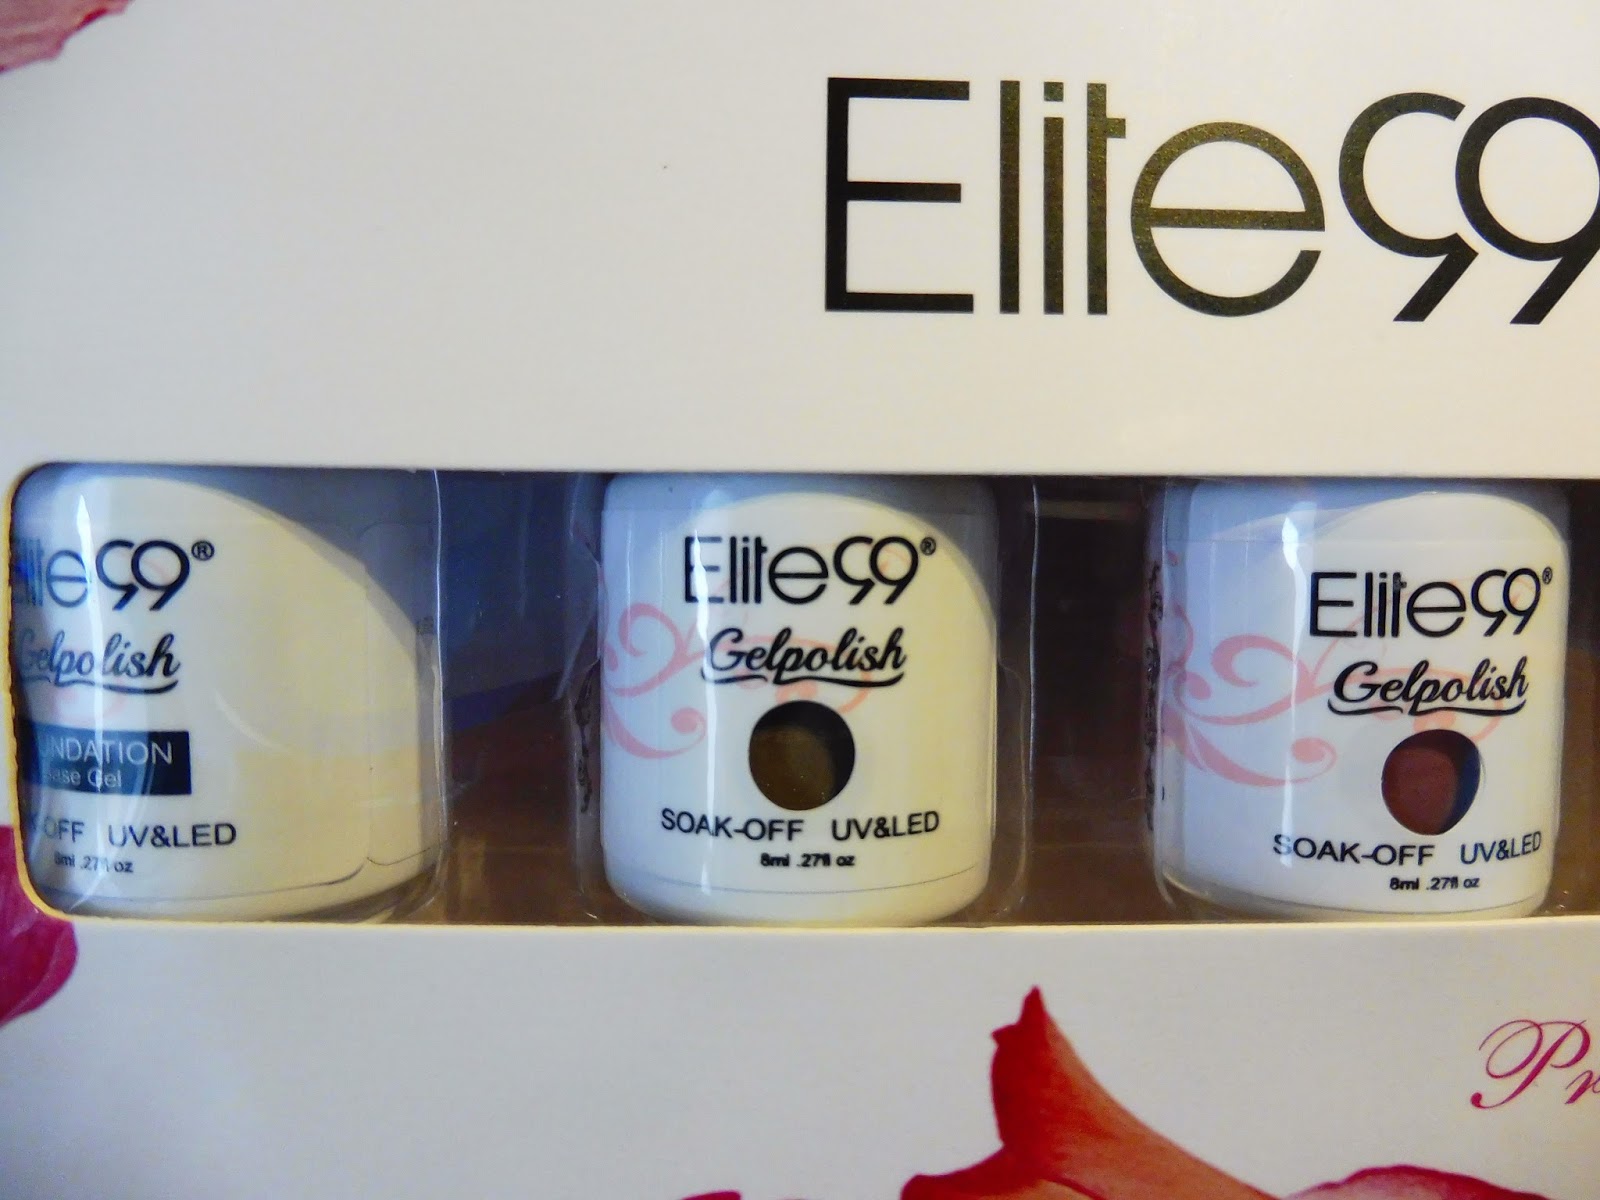 Elite99
Elite99®
Gelpolish
UNDATION
Base Gel
-OFF UV&LED
8ml .27fl oz
Elite99®
Gelpolish
SOAK-OFF UV&LED
8ml .27fl oz
Elite99®
Gelpolish
SOAK-OFF UV&LED
8ml .27fl oz
Pr